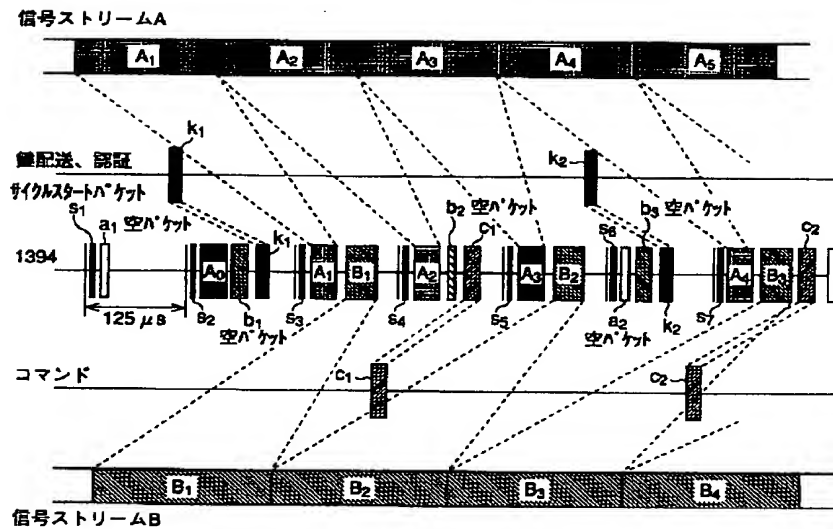 信号ストリームA
A₁ A₂ A₃ A₄ A₅
k₁
k₂
鍵配送、認証
サイクルスタートパケット
s₁ a₁ 空パケット k₁ b₂ 空パケット c₁ s₆ b₃ 空パケット c₂
1394 A₀ A₁ B₁ A₂ A₃ B₂ A₄ B₃
125 μs s₂ b₁ 空パケット s₃ s₄ s₅ a₂ 空パケット k₂ s₇
コマンド c₁ c₂
B₁ B₂ B₃ B₄
信号ストリームB